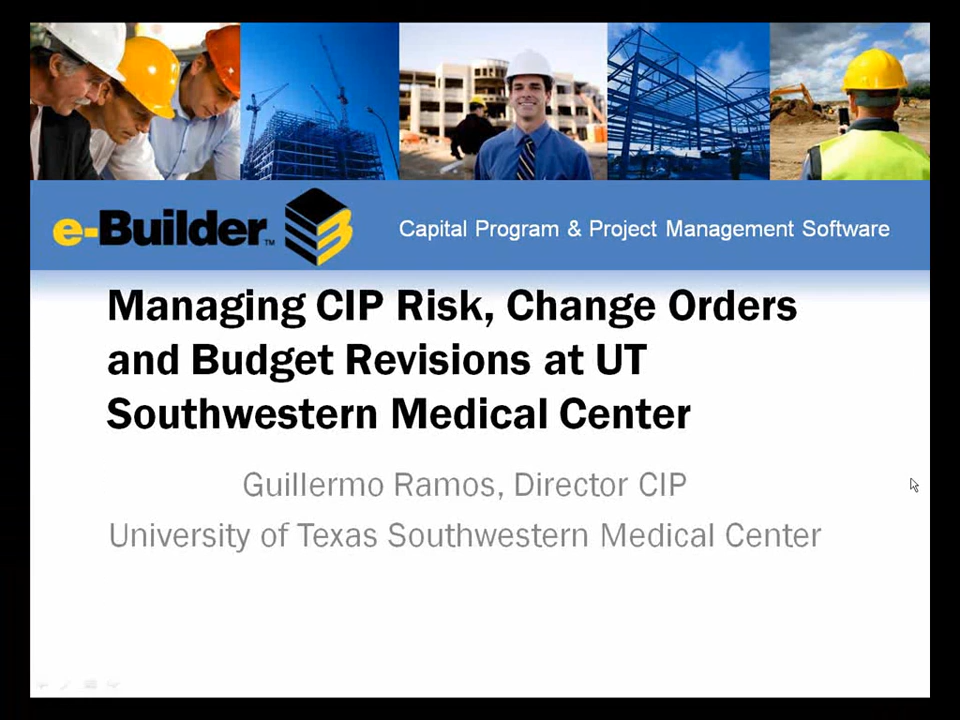 e-Builder™
Capital Program & Project Management Software
Managing CIP Risk, Change Orders
and Budget Revisions at UT
Southwestern Medical Center
Guillermo Ramos, Director CIP
University of Texas Southwestern Medical Center